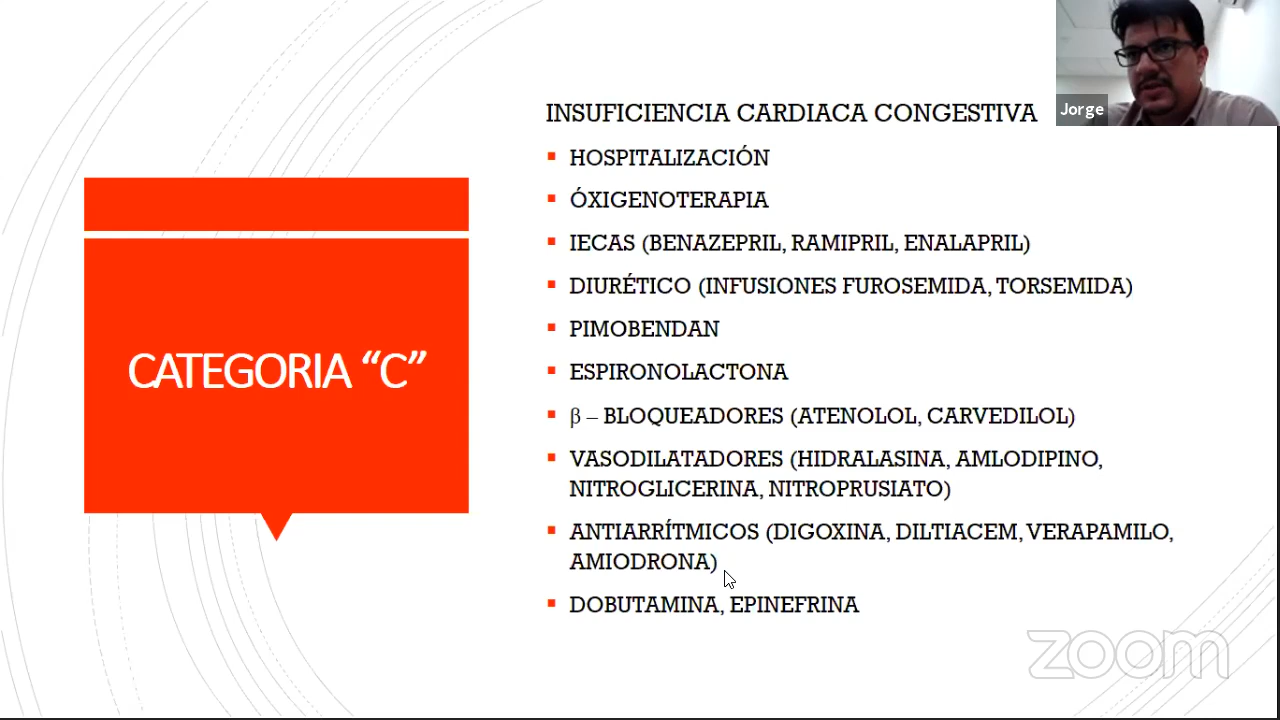 INSUFICIENCIA CARDIACA CONGESTIVA
Jorge
▪ HOSPITALIZACIÓN
▪ ÓXIGENOTERAPIA
▪ IECAS (BENAZEPRIL, RAMIPRIL, ENALAPRIL)
▪ DIURÉTICO (INFUSIONES FUROSEMIDA, TORSEMIDA)
▪ PIMOBENDAN
▪ ESPIRONOLACTONA
▪ β – BLOQUEADORES (ATENOLOL, CARVEDILOL)
▪ VASODILATADORES (HIDRALASINA, AMLODIPINO,
NITROGLICERINA, NITROPRUSIATO)
▪ ANTIARRÍTMICOS (DIGOXINA, DILTIACEM, VERAPAMILO,
AMIODRONA)
▪ DOBUTAMINA, EPINEFRINA
CATEGORIA “C”
zoom